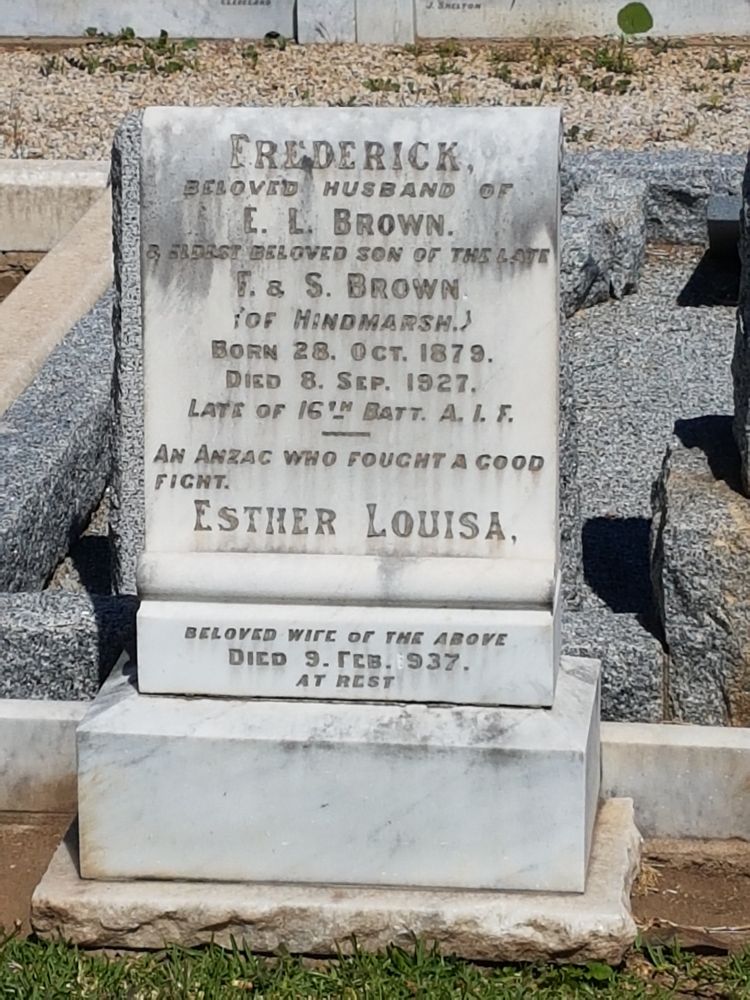 CLEVELAND
J. SKELTON
FREDERICK,
BELOVED HUSBAND OF
E. L. BROWN.
& ELDEST BELOVED SON OF THE LATE
F. & S. BROWN
(OF HINDMARSH.)
BORN 28. OCT. 1879.
DIED 8. SEP. 1927.
LATE OF 16TH BATT. A. I. F.
AN ANZAC WHO FOUGHT A GOOD
FIGHT.
ESTHER LOUISA,
BELOVED WIFE OF THE ABOVE
DIED 9. FEB. 1937.
AT REST